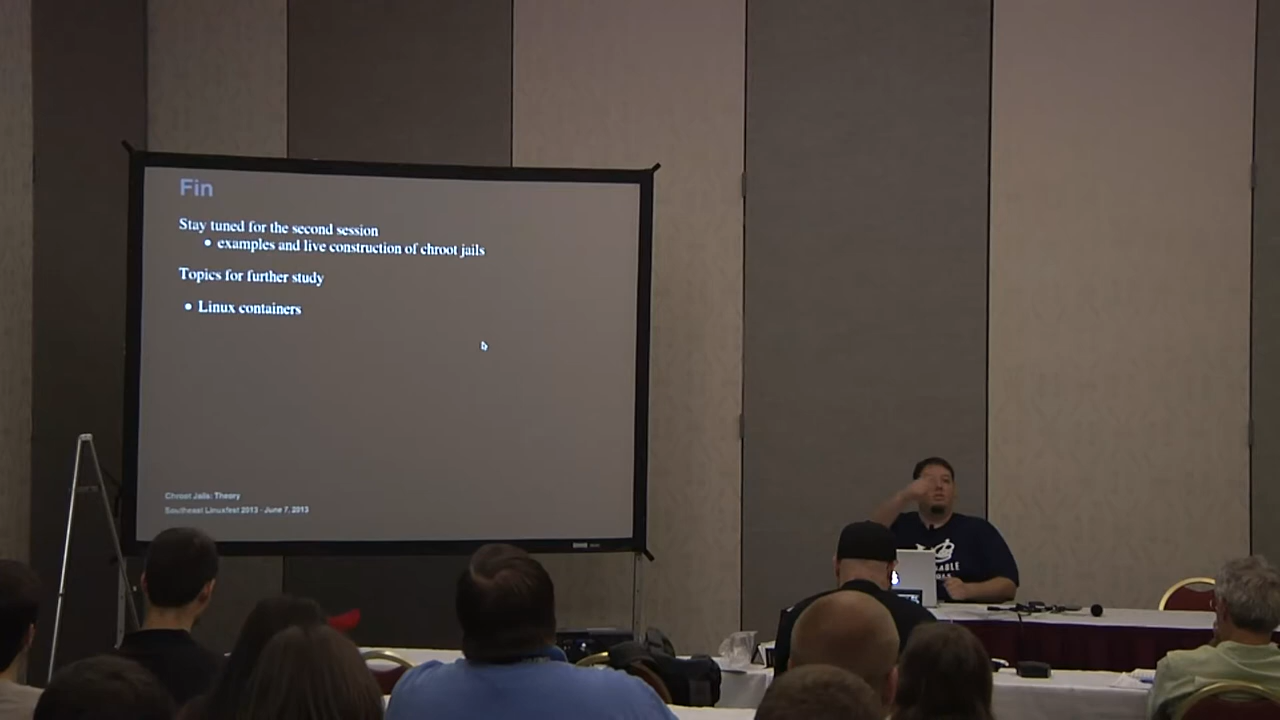 Fin
Stay tuned for the second session
• examples and live construction of chroot jails
Topics for further study
• Linux containers
Chroot Jails: Theory
Southeast Linuxfest 2013 - June 7, 2013